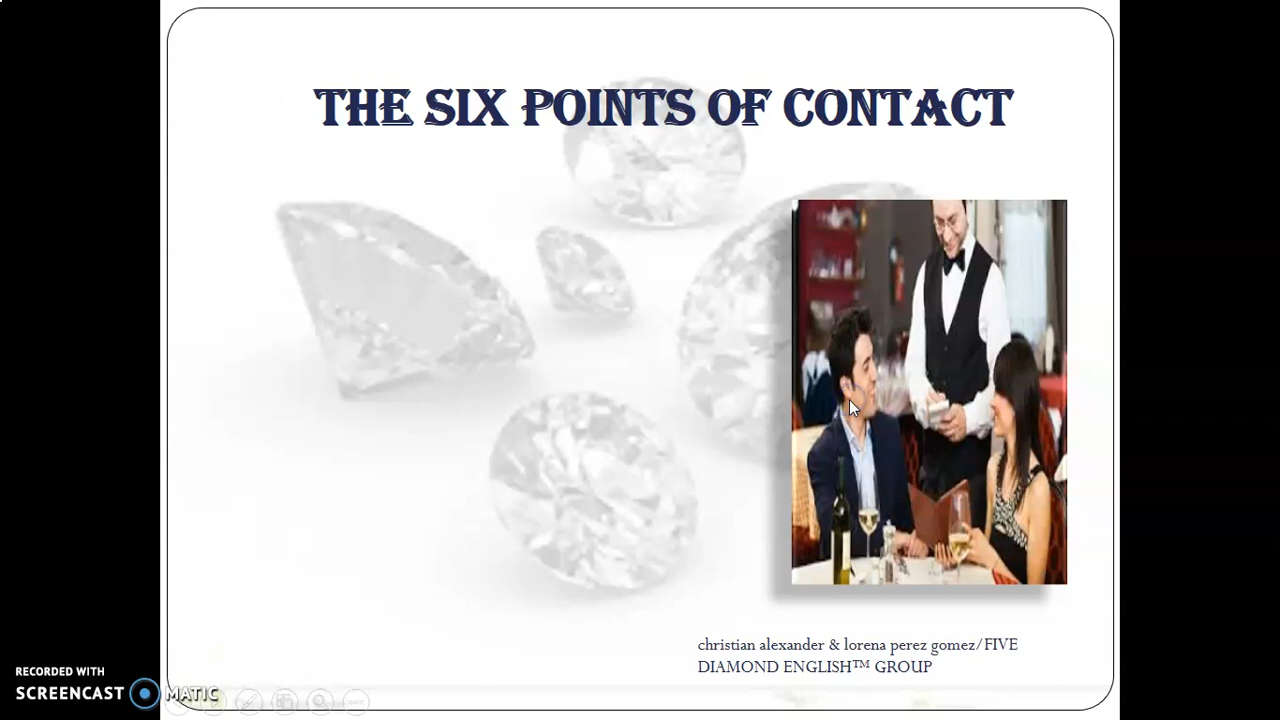 THE SIX POINTS OF CONTACT
christian alexander & lorena perez gomez/FIVE
DIAMOND ENGLISH™ GROUP
RECORDED WITH
SCREENCAST MATIC